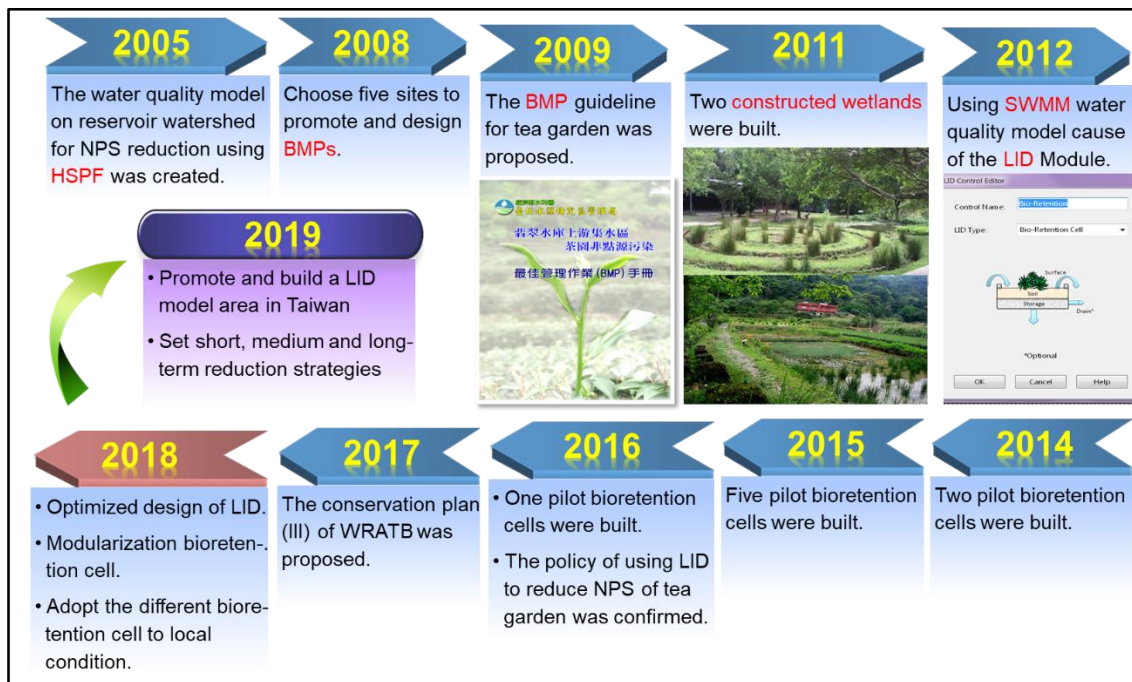 2005
The water quality model
on reservoir watershed
for NPS reduction using
HSPF was created.
2008
Choose five sites to
promote and design
BMPs.
2009
The BMP guideline
for tea garden was
proposed.
翡翠水庫上游集水區
茶園非點源污染
最佳管理作業(BMP)手冊
2011
Two constructed wetlands
were built.
2012
Using SWMM water
quality model cause
of the LID Module.
LID Control Editor
Control Name:
Bio-Retention
LID Type:
Bio-Retention Cell
Surface
Soil
Storage
Drain*
*Optional
OK
Cancel
Help
2019
• Promote and build a LID
model area in Taiwan
• Set short, medium and long-
term reduction strategies
2018
• Optimized design of LID.
• Modularization bioreten-.
tion cell.
• Adopt the different biore-
tention cell to local
condition.
2017
The conservation plan
(III) of WRATB was
proposed.
2016
• One pilot bioretention
cells were built.
• The policy of using LID
to reduce NPS of tea
garden was confirmed.
2015
Five pilot bioretention
cells were built.
2014
Two pilot bioretention
cells were built.